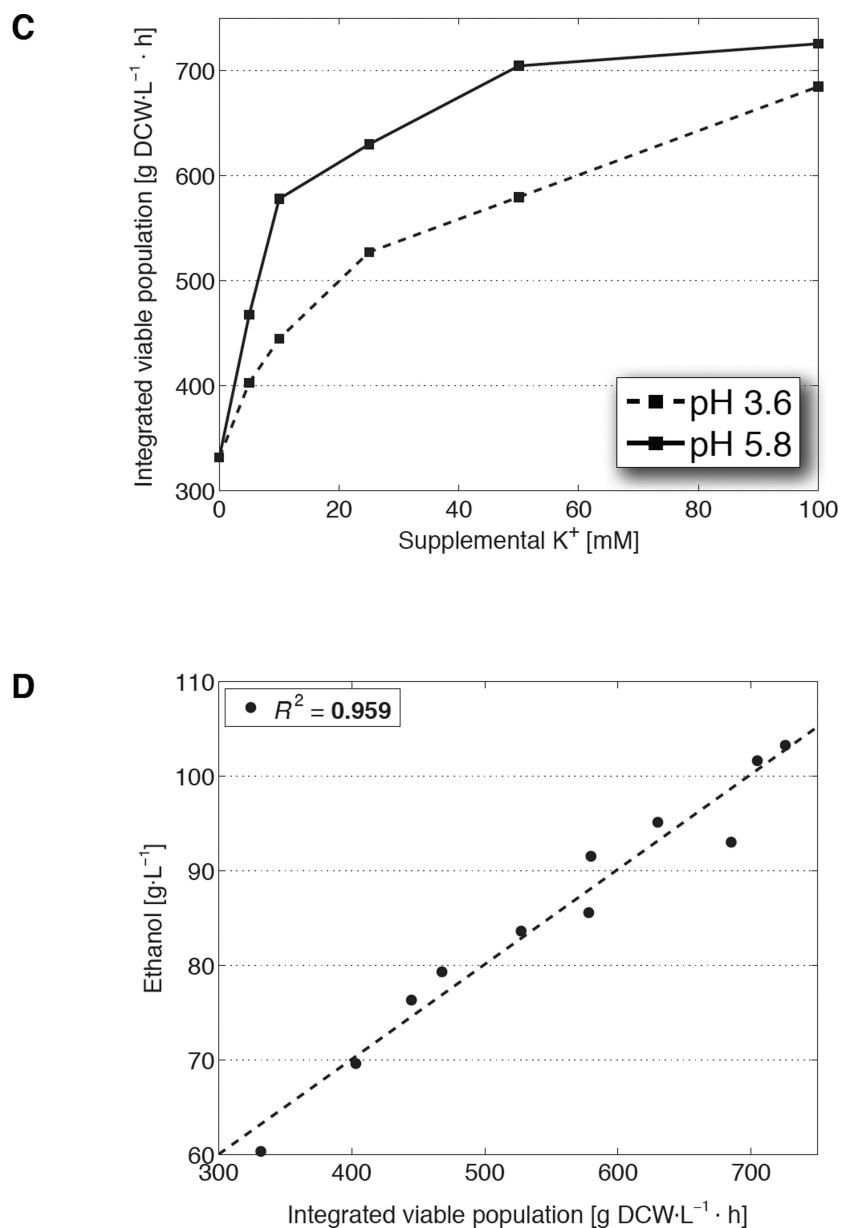 C
Integrated viable population [g DCW·L⁻¹ · h]
700
600
500
400
300
0 20 40 60 80 100
Supplemental K⁺ [mM]
pH 3.6
pH 5.8
D
Ethanol [g·L⁻¹]
110
100
90
80
70
60
R² = 0.959
300 400 500 600 700
Integrated viable population [g DCW·L⁻¹ · h]